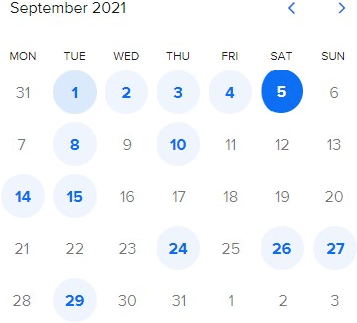 September 2021
MON TUE WED THU FRI SAT SUN
31 1 2 3 4 5 6
7 8 9 10 11 12 13
14 15 16 17 18 19 20
21 22 23 24 25 26 27
28 29 30 31 1 2 3